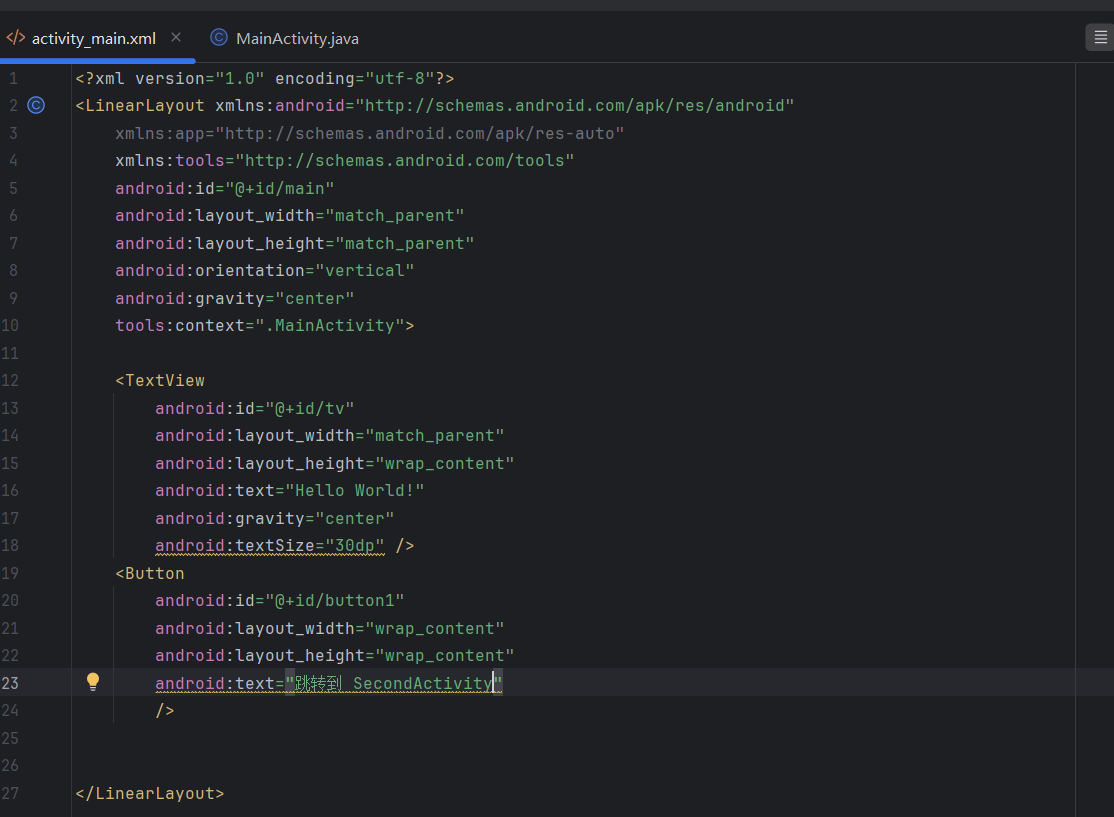 activity_main.xml
MainActivity.java
1 <?xml version="1.0" encoding="utf-8"?>
2 <LinearLayout xmlns:android="http://schemas.android.com/apk/res/android"
3 xmlns:app="http://schemas.android.com/apk/res-auto"
4 xmlns:tools="http://schemas.android.com/tools"
5 android:id="@+id/main"
6 android:layout_width="match_parent"
7 android:layout_height="match_parent"
8 android:orientation="vertical"
9 android:gravity="center"
10 tools:context=".MainActivity">
11
12 <TextView
13 android:id="@+id/tv"
14 android:layout_width="match_parent"
15 android:layout_height="wrap_content"
16 android:text="Hello World!"
17 android:gravity="center"
18 android:textSize="30dp" />
19 <Button
20 android:id="@+id/button1"
21 android:layout_width="wrap_content"
22 android:layout_height="wrap_content"
23 android:text="跳转到 SecondActivity"
24 />
25
26
27 </LinearLayout>